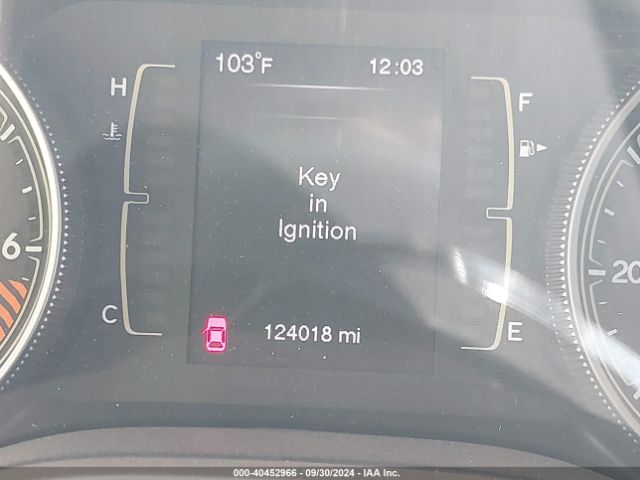 103°F 12:03
H
F
Key
in
Ignition
6
20
C
E
124018 mi
000-40452966 - 09/30/2024 - IAA Inc.